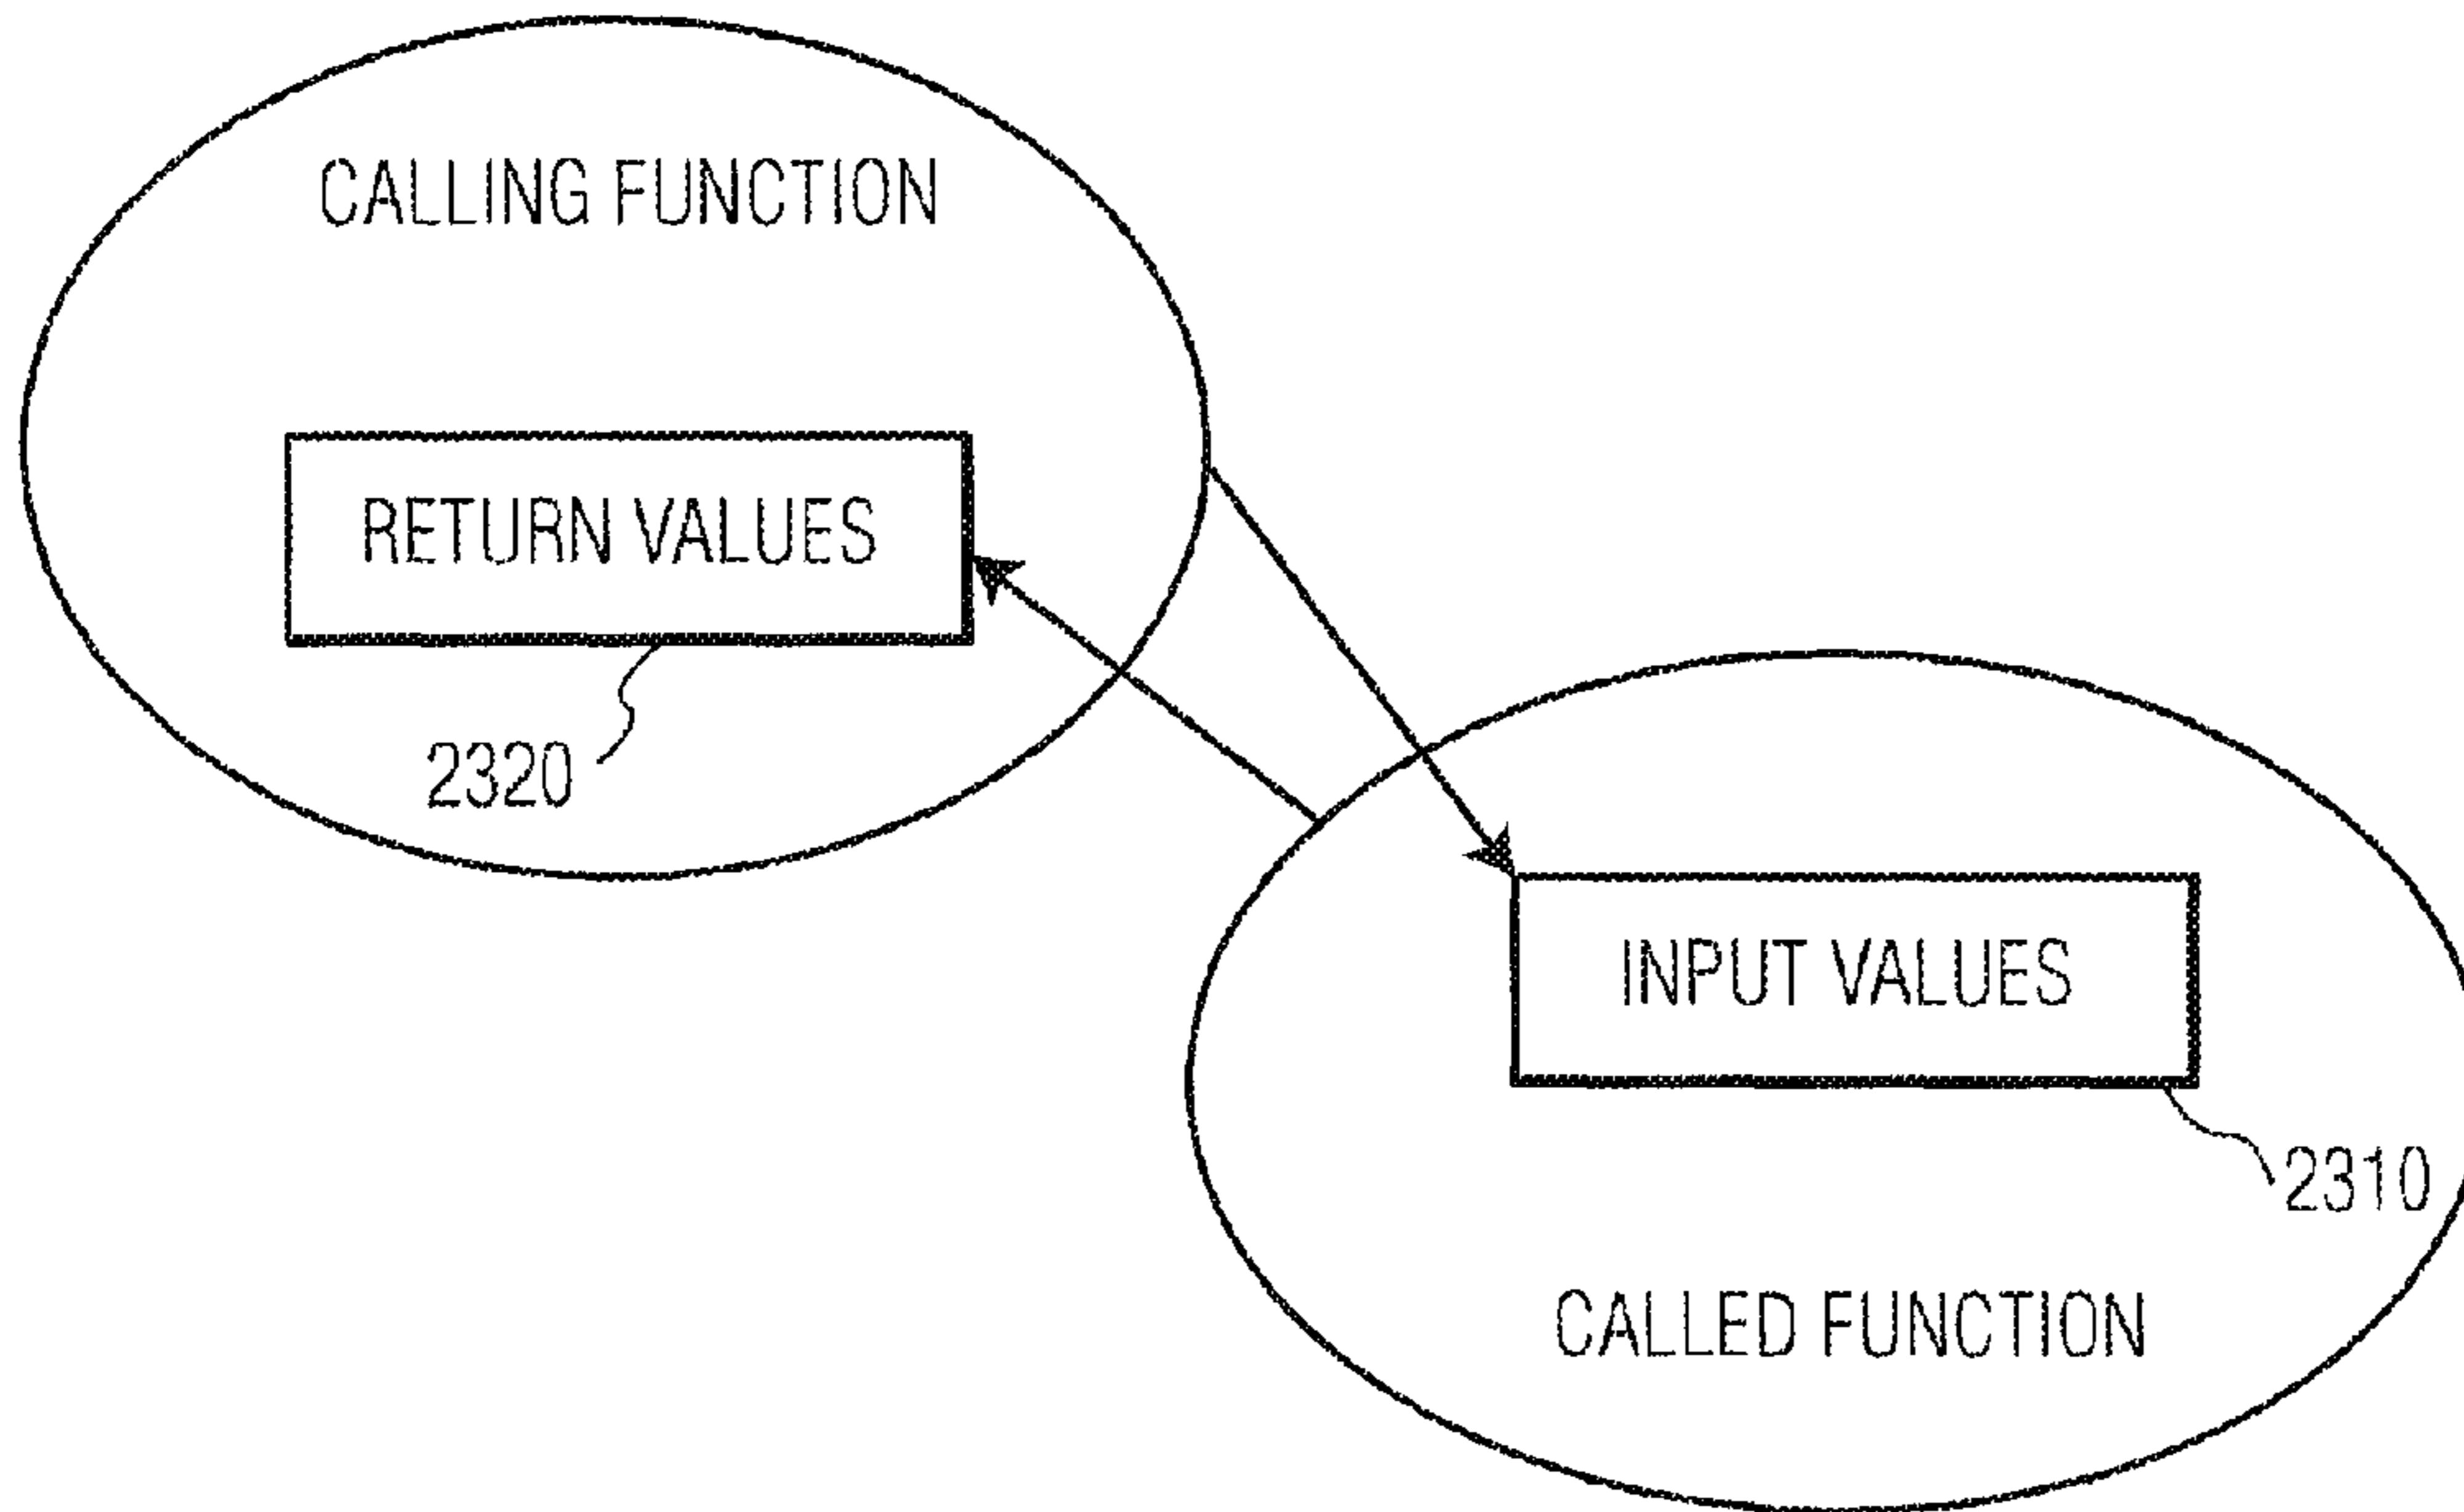 CALLING FUNCTION
RETURN VALUES
2320
INPUT VALUES
2310
CALLED FUNCTION